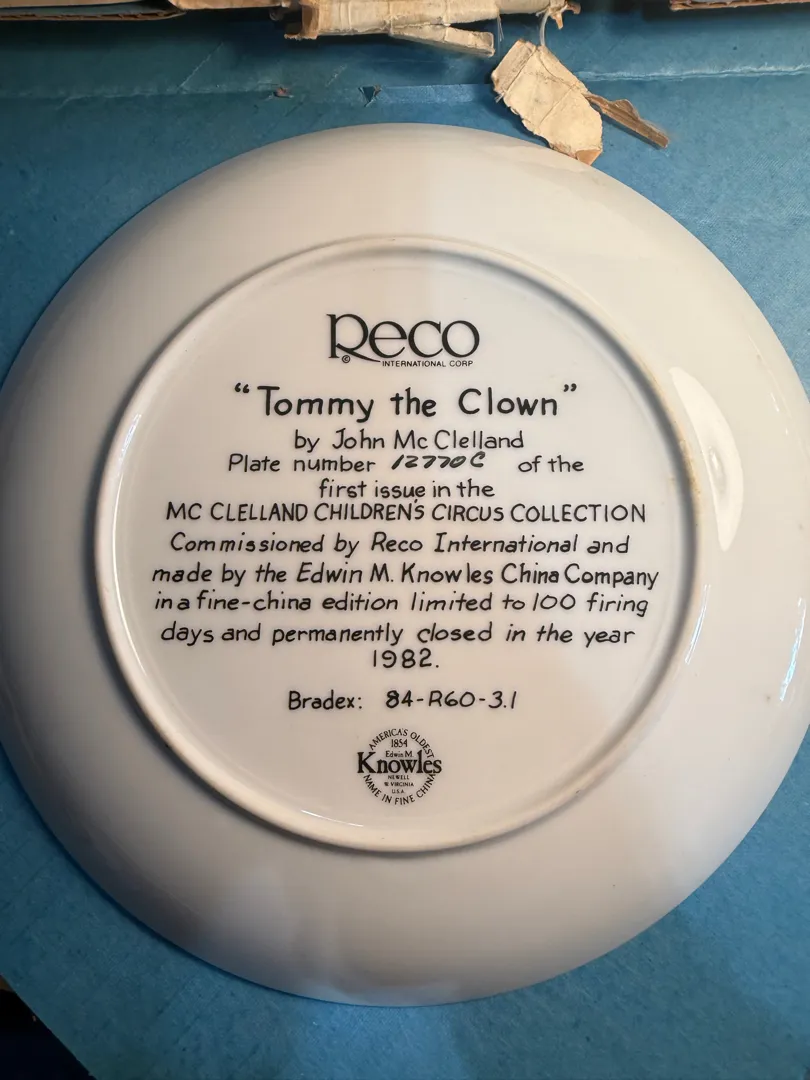 Reco
© INTERNATIONAL CORP
“Tommy the Clown”
by John Mc Clelland
Plate number 12770C of the
first issue in the
MC CLELLAND CHILDREN'S CIRCUS COLLECTION
Commissioned by Reco International and
made by the Edwin M. Knowles China Company
in a fine-china edition limited to 100 firing
days and permanently closed in the year
1982.
Bradex: 84-R60-3.1
AMERICA'S OLDEST
1854
Edwin M.
Knowles
NEWELL
W VIRGINIA
U.S.A
NAME IN FINE CHINA